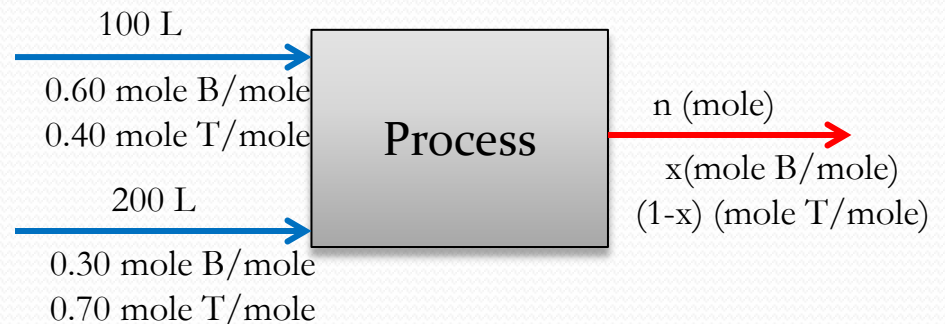 100 L
0.60 mole B/mole
0.40 mole T/mole
200 L
0.30 mole B/mole
0.70 mole T/mole
Process
n (mole)
x(mole B/mole)
(1-x) (mole T/mole)